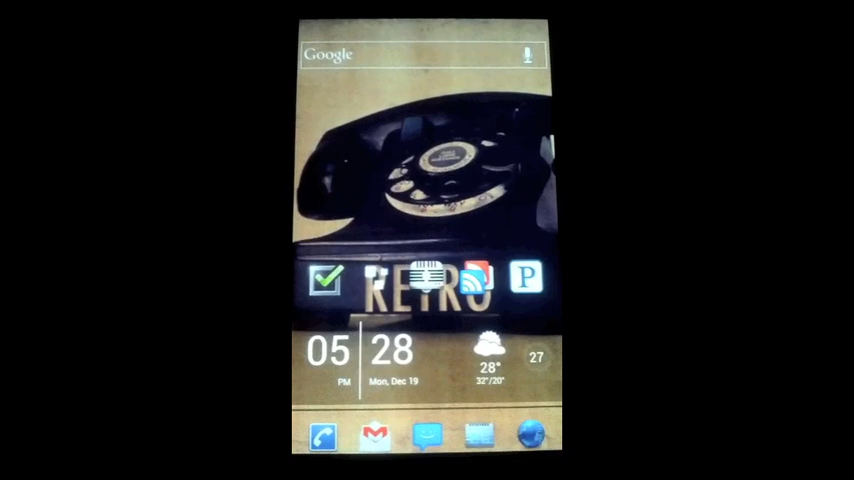 Google
RETRO
P
05 28
PM Mon, Dec 19
28°
32°/20°
27